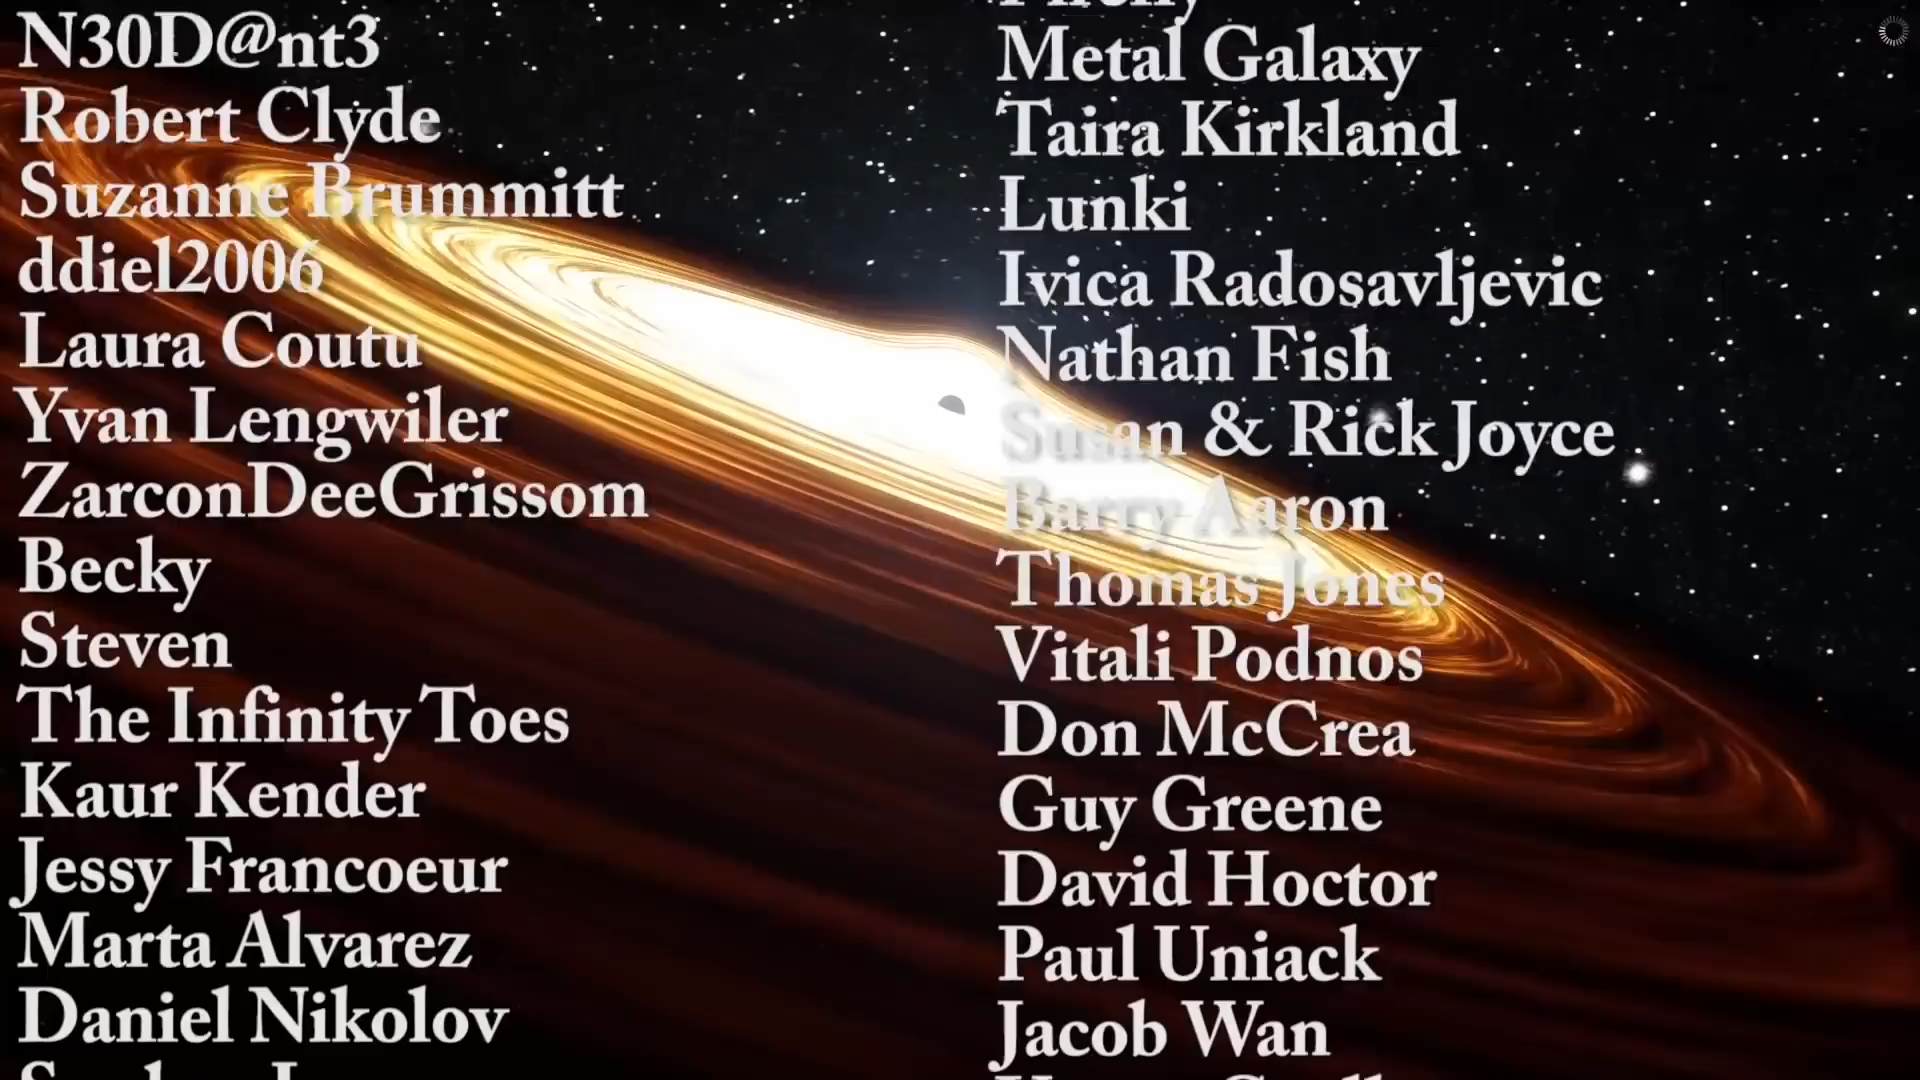 N30D@nt3
Robert Clyde
Suzanne Brummitt
ddiel2006
Laura Coutu
Yvan Lengwiler
ZarconDeeGrissom
Becky
Steven
The Infinity Toes
Kaur Kender
Jessy Francoeur
Marta Alvarez
Daniel Nikolov
Metal Galaxy
Taira Kirkland
Lunki
Ivica Radosavljevic
Nathan Fish
Susan & Rick Joyce
Barry Aaron
Thomas Jones
Vitali Podnos
Don McCrea
Guy Greene
David Hoctor
Paul Uniack
Jacob Wan